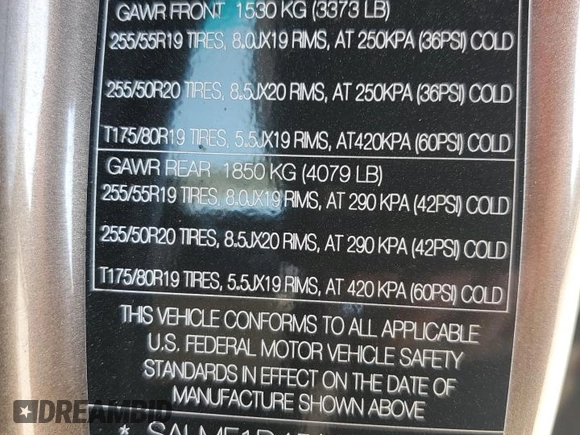 GAWR FRONT 1530 KG (3373 LB)
255/55R19 TIRES, 8.0JX19 RIMS, AT 250KPA (36PSI) COLD
255/50R20 TIRES, 8.5JX20 RIMS, AT 250KPA (36PSI) COLD
T175/80R19 TIRES, 5.5JX19 RIMS, AT420KPA (60PSI) COLD
GAWR REAR 1850 KG (4079 LB)
255/55R19 TIRES, 8.0JX19 RIMS, AT 290 KPA (42PSI) COLD
255/50R20 TIRES, 8.5JX20 RIMS, AT 290 KPA (42PSI) COLD
T175/80R19 TIRES, 5.5JX19 RIMS, AT 420 KPA (60PSI) COLD
THIS VEHICLE CONFORMS TO ALL APPLICABLE
U.S. FEDERAL MOTOR VEHICLE SAFETY
STANDARDS IN EFFECT ON THE DATE OF
MANUFACTURE SHOWN ABOVE
DREAMBID